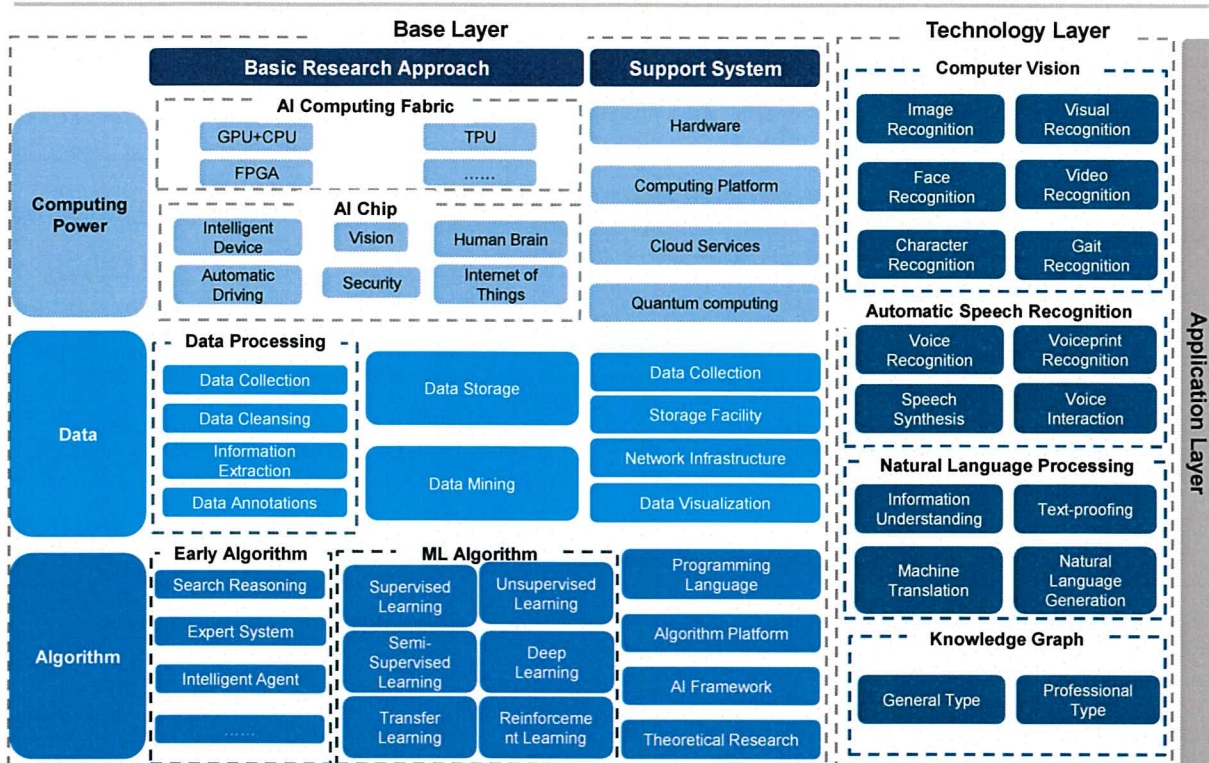 Base Layer
Basic Research Approach
Support System
Computing
Power
AI Computing Fabric
GPU+CPU
TPU
FPGA
......
AI Chip
Intelligent
Device
Vision
Human Brain
Automatic
Driving
Security
Internet of
Things
Hardware
Computing Platform
Cloud Services
Quantum computing
Data
Data Processing
Data Collection
Data Cleansing
Information
Extraction
Data Annotations
Data Storage
Data Mining
Data Collection
Storage Facility
Network Infrastructure
Data Visualization
Algorithm
Early Algorithm
Search Reasoning
Expert System
Intelligent Agent
......
ML Algorithm
Supervised
Learning
Unsupervised
Learning
Semi-
Supervised
Learning
Deep
Learning
Transfer
Learning
Reinforceme
nt Learning
Programming
Language
Algorithm Platform
AI Framework
Theoretical Research
Technology Layer
Computer Vision
Image
Recognition
Visual
Recognition
Face
Recognition
Video
Recognition
Character
Recognition
Gait
Recognition
Automatic Speech Recognition
Voice
Recognition
Voiceprint
Recognition
Speech
Synthesis
Voice
Interaction
Natural Language Processing
Information
Understanding
Text-proofing
Machine
Translation
Natural
Language
Generation
Knowledge Graph
General Type
Professional
Type
Application Layer